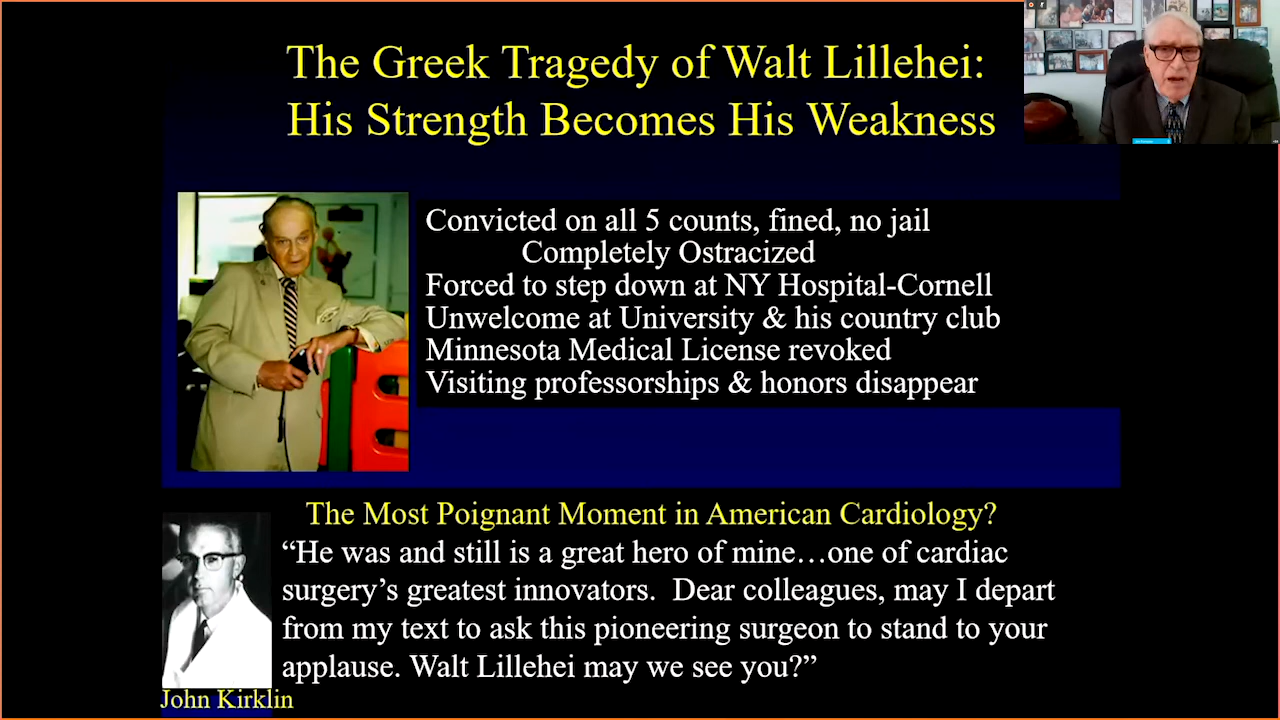 The Greek Tragedy of Walt Lillehei:
His Strength Becomes His Weakness
Convicted on all 5 counts, fined, no jail
Completely Ostracized
Forced to step down at NY Hospital-Cornell
Unwelcome at University & his country club
Minnesota Medical License revoked
Visiting professorships & honors disappear
The Most Poignant Moment in American Cardiology?
“He was and still is a great hero of mine…one of cardiac
surgery’s greatest innovators.  Dear colleagues, may I depart
from my text to ask this pioneering surgeon to stand to your
applause. Walt Lillehei may we see you?”
John Kirklin